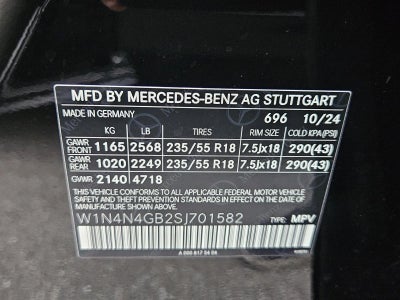 MFD BY MERCEDES-BENZ AG STUTTGART
MADE IN GERMANY 696 10/24
KG LB TIRES RIM SIZE COLD KPA(PSI)
GAWR FRONT 1165 2568 235/55 R18 7.5Jx18 290(43)
GAWR REAR 1020 2249 235/55 R18 7.5Jx18 290(43)
GVWR 2140 4718
THIS VEHICLE CONFORMS TO ALL APPLICABLE
FEDERAL MOTOR VEHICLE SAFETY, BUMPER, AND
THEFT PREVENTION STANDARDS IN EFFECT ON THE
DATE OF MANUFACTURE SHOWN ABOVE.
W1N4N4GB2SJ701582 TYPE: MPV